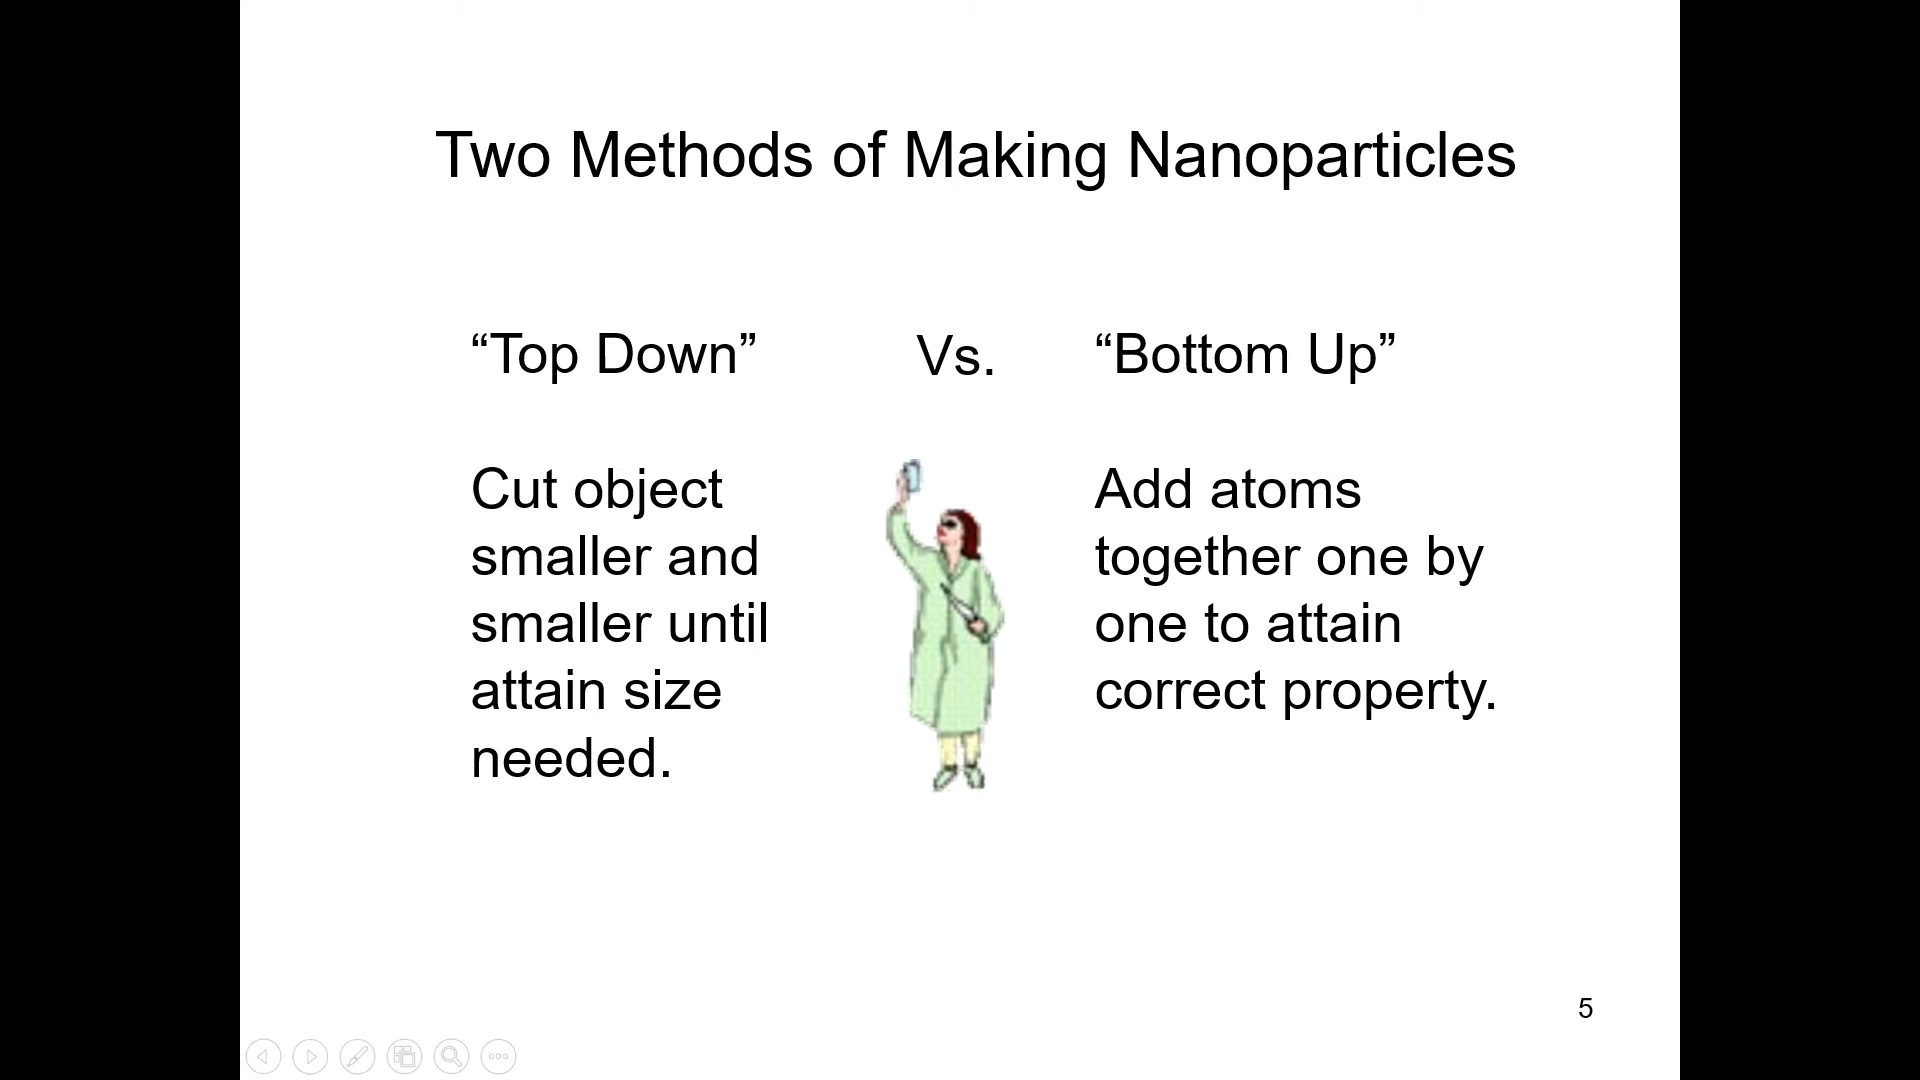 Two Methods of Making Nanoparticles
“Top Down”
Vs.
“Bottom Up”
Cut object
smaller and
smaller until
attain size
needed.
Add atoms
together one by
one to attain
correct property.
5